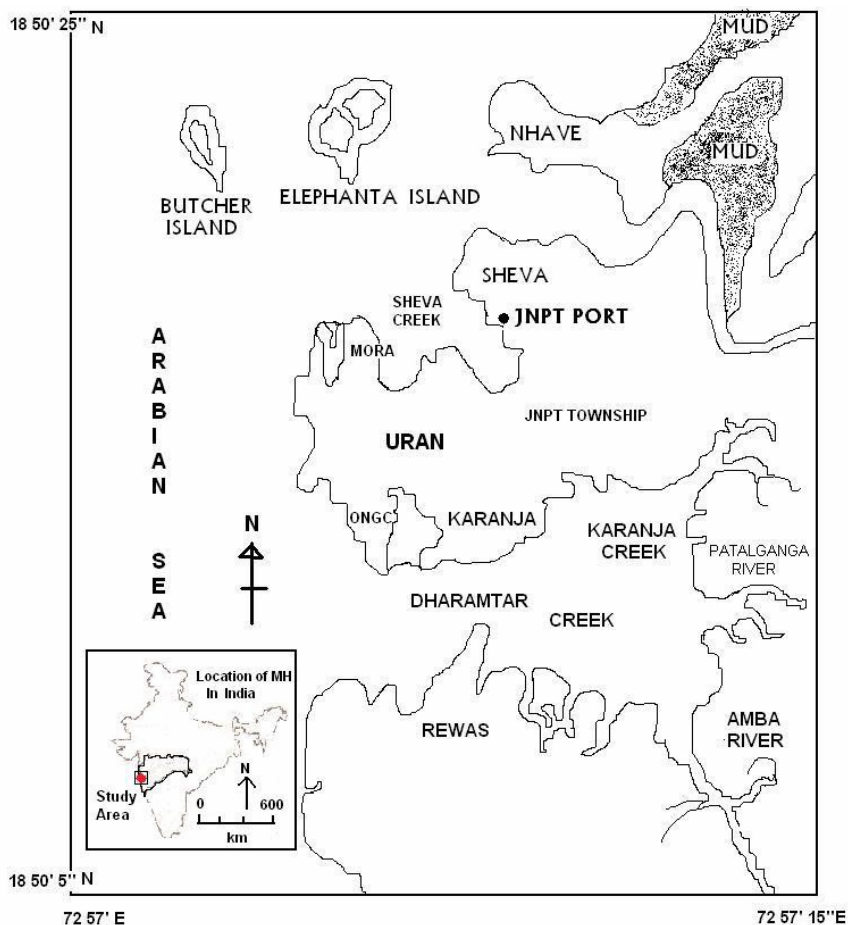 18 50' 25" N
MUD
NHAVE
MUD
BUTCHER
ISLAND
ELEPHANTA ISLAND
SHEVA
SHEVA
CREEK
JNPT PORT
MORA
ARABIAN SEA
JNPT TOWNSHIP
URAN
ONGC
KARANJA
KARANJA
CREEK
PATALGANGA
RIVER
N
DHARAMTAR
CREEK
REWAS
AMBA
RIVER
Location of MH
In India
N
Study
Area
0 600
km
18 50' 5" N
72 57' E
72 57' 15"E